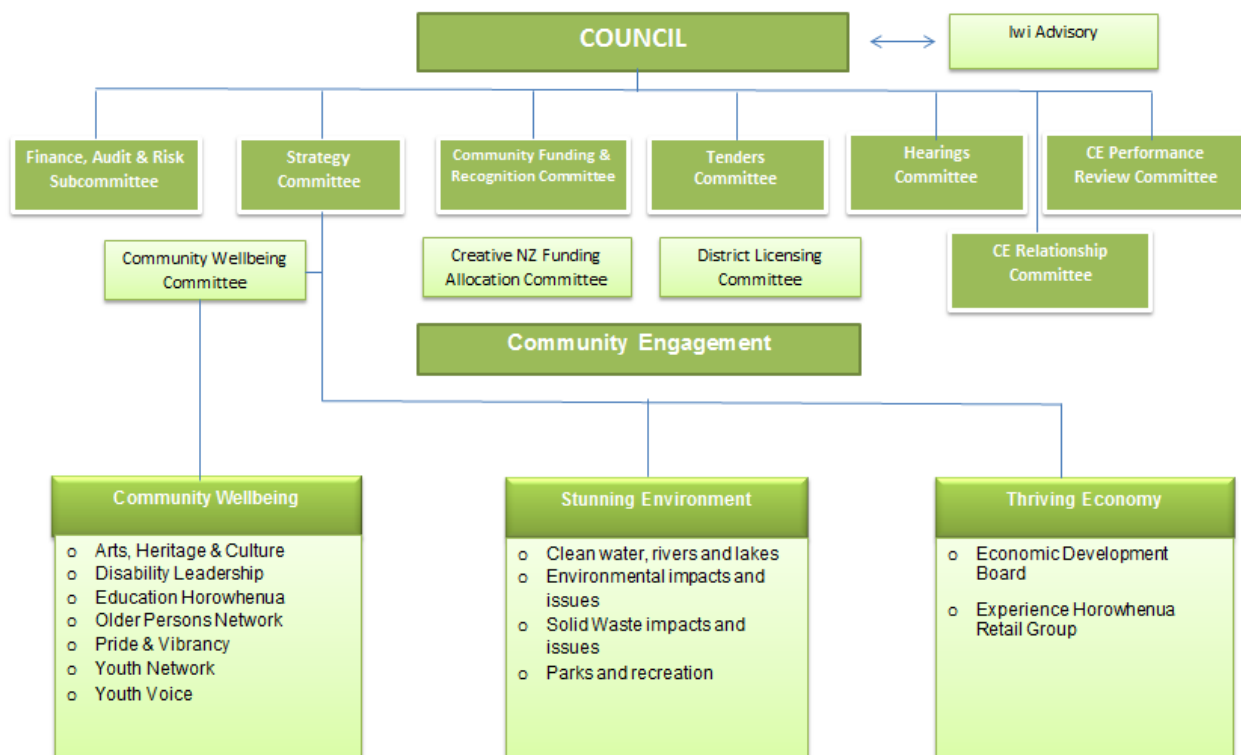 COUNCIL
Iwi Advisory
Finance, Audit & Risk
Subcommittee
Strategy
Committee
Community Funding &
Recognition Committee
Tenders
Committee
Hearings
Committee
CE Performance
Review Committee
Community Wellbeing
Committee
Creative NZ Funding
Allocation Committee
District Licensing
Committee
CE Relationship
Committee
Community Engagement
Community Wellbeing
o Arts, Heritage & Culture
o Disability Leadership
o Education Horowhenua
o Older Persons Network
o Pride & Vibrancy
o Youth Network
o Youth Voice
Stunning Environment
o Clean water, rivers and lakes
o Environmental impacts and
issues
o Solid Waste impacts and
issues
o Parks and recreation
Thriving Economy
o Economic Development
Board
o Experience Horowhenua
Retail Group